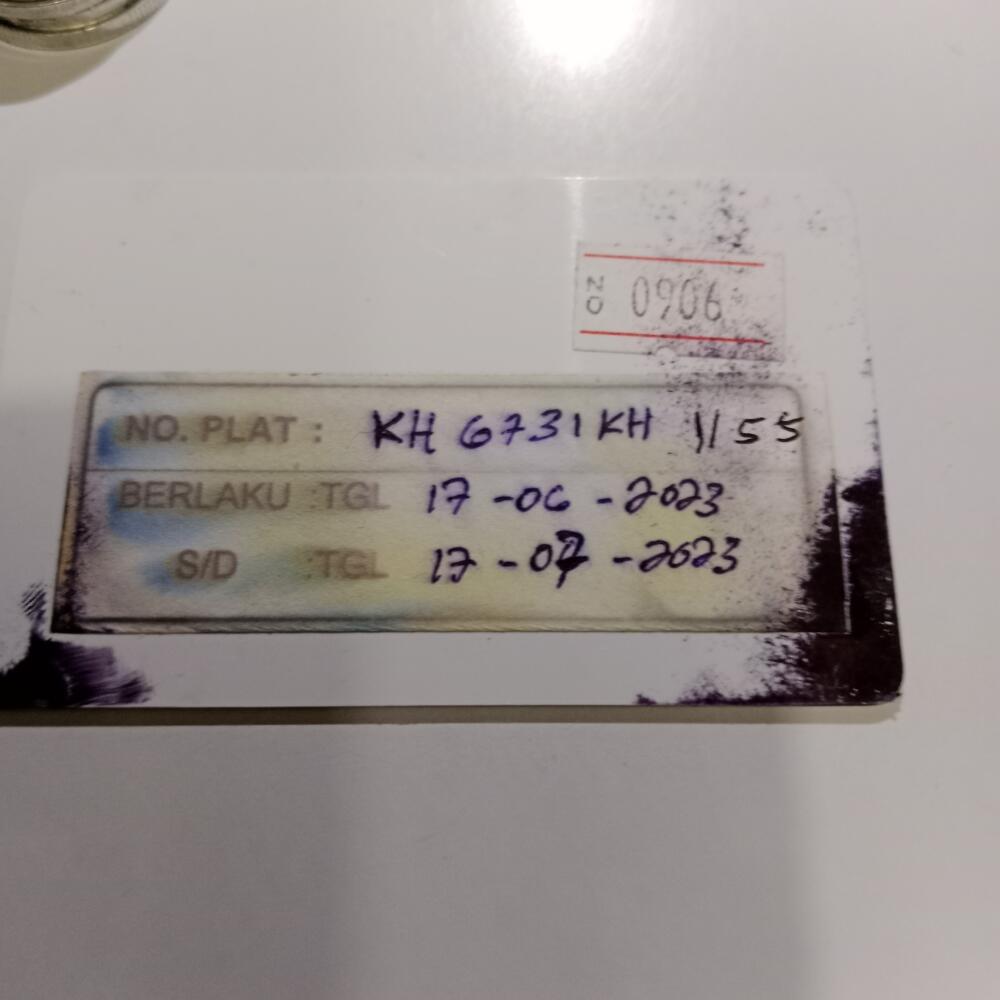 NO 0906
NO. PLAT : KH 6731 KH 1155
BERLAKU :TGL 17 -06 -2023
S/D :TGL 17 -07 -2023